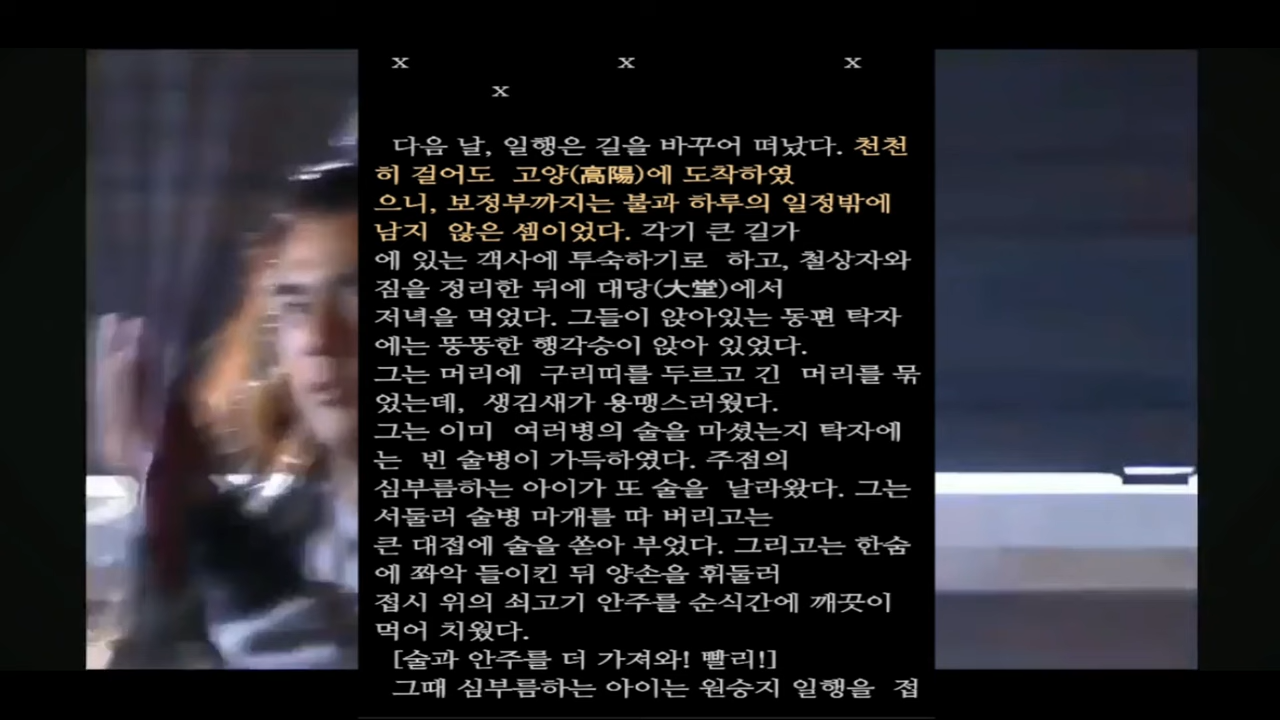 x x x
x
다음 날, 일행은 길을 바꾸어 떠났다. 천천
히 걸어도 고양(高陽)에 도착하였
으니, 보정부까지는 불과 하루의 일정밖에
남지 않은 셈이었다. 각기 큰 길가
에 있는 객사에 투숙하기로 하고, 철상자와
짐을 정리한 뒤에 대당(大堂)에서
저녁을 먹었다. 그들이 앉아있는 동편 탁자
에는 뚱뚱한 행각승이 앉아 있었다.
그는 머리에 구리띠를 두르고 긴 머리를 묶
었는데, 생김새가 용맹스러웠다.
그는 이미 여러병의 술을 마셨는지 탁자에
는 빈 술병이 가득하였다. 주점의
심부름하는 아이가 또 술을 날라왔다. 그는
서둘러 술병 마개를 따 버리고는
큰 대접에 술을 쏟아 부었다. 그리고는 한숨
에 쫘악 들이킨 뒤 양손을 휘둘러
접시 위의 쇠고기 안주를 순식간에 깨끗이
먹어 치웠다.
[술과 안주를 더 가져와! 빨리!]
그때 심부름하는 아이는 원승지 일행을 접